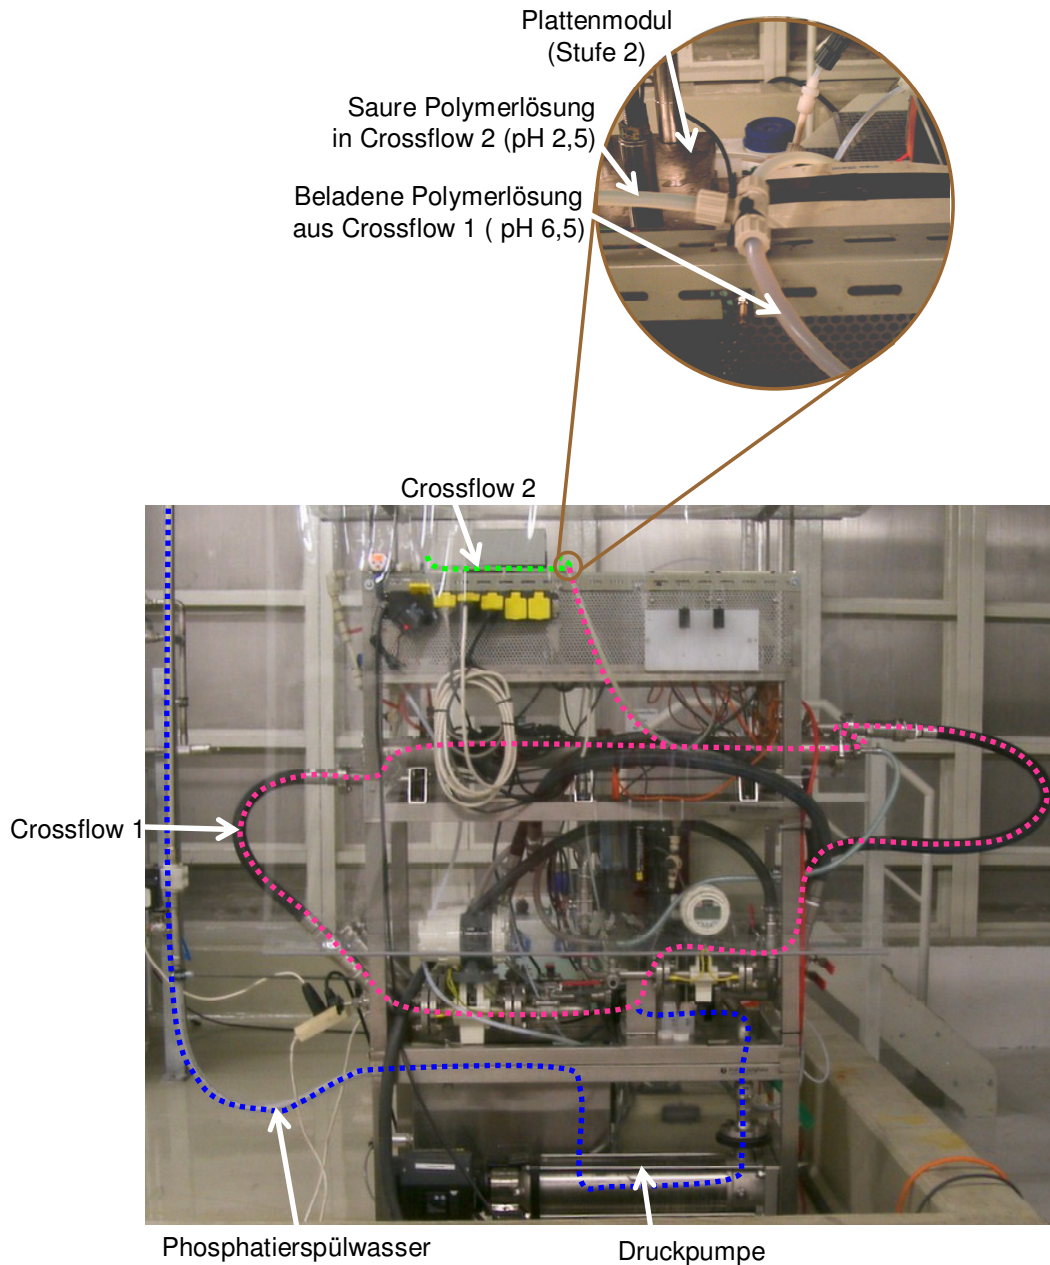 Plattenmodul
(Stufe 2)
Saure Polymerlösung
in Crossflow 2 (pH 2,5)
Beladene Polymerlösung
aus Crossflow 1 ( pH 6,5)
Crossflow 2
Crossflow 1
Phosphatierspülwasser
Druckpumpe